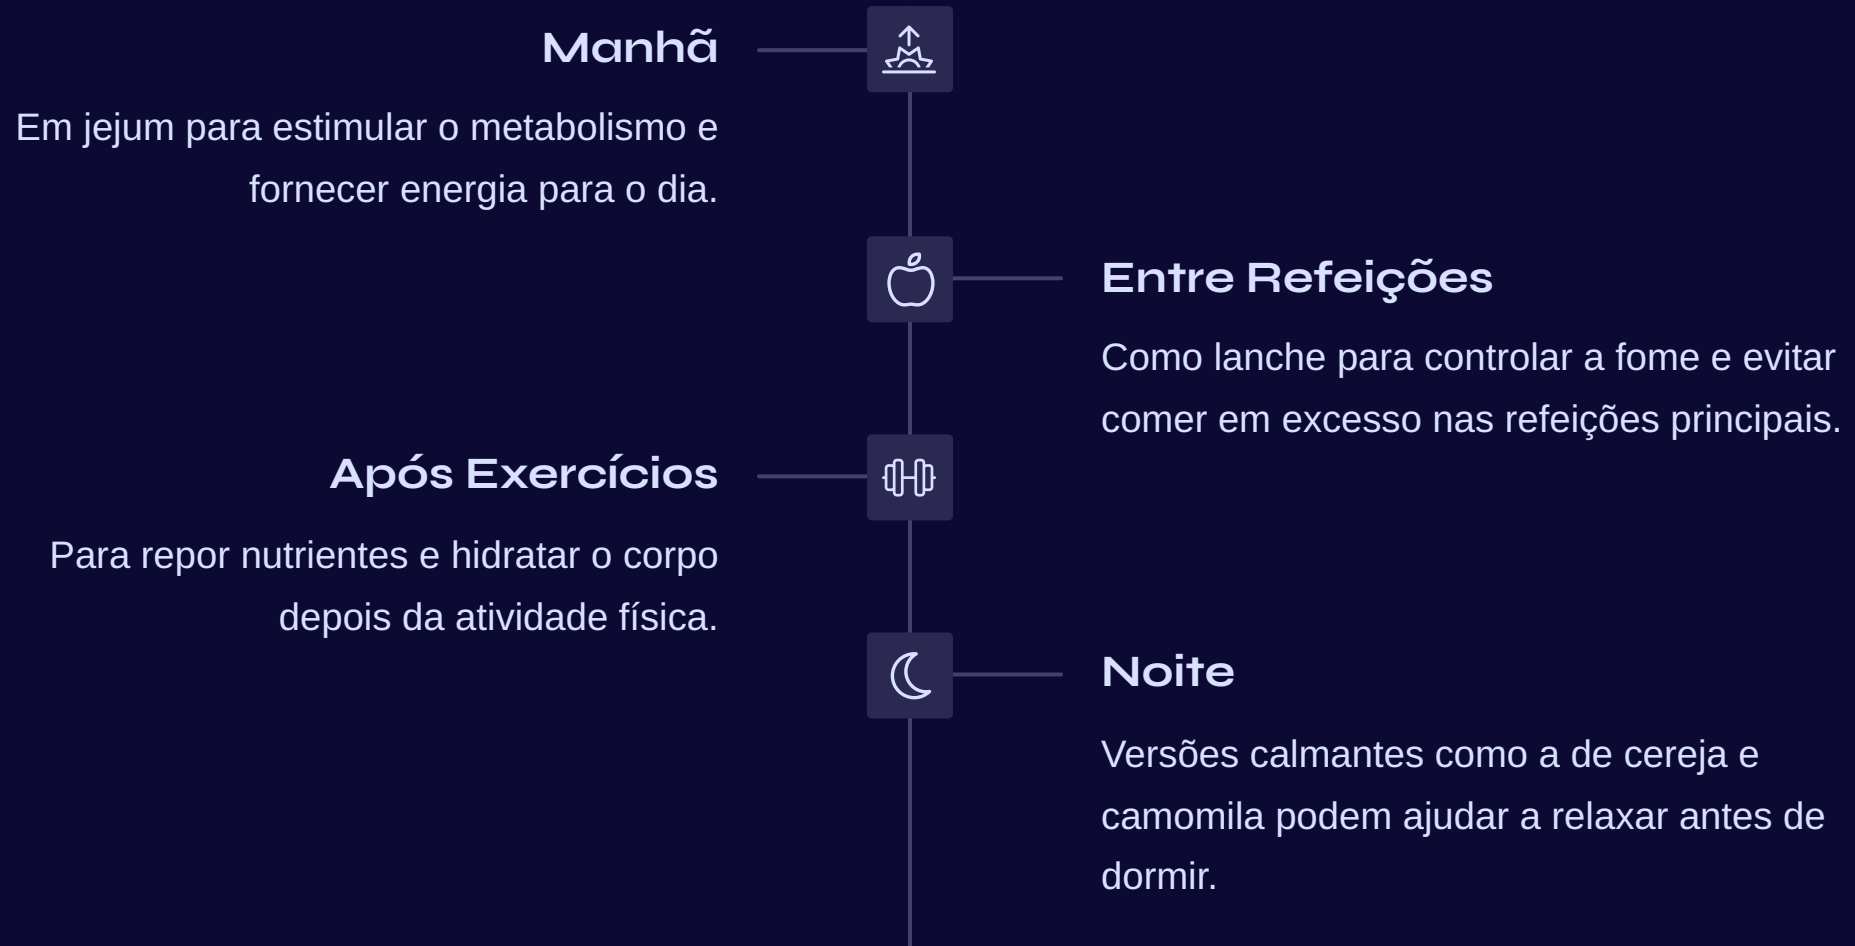 Manhã
Em jejum para estimular o metabolismo e
fornecer energia para o dia.
Entre Refeições
Como lanche para controlar a fome e evitar
comer em excesso nas refeições principais.
Após Exercícios
Para repor nutrientes e hidratar o corpo
depois da atividade física.
Noite
Versões calmantes como a de cereja e
camomila podem ajudar a relaxar antes de
dormir.